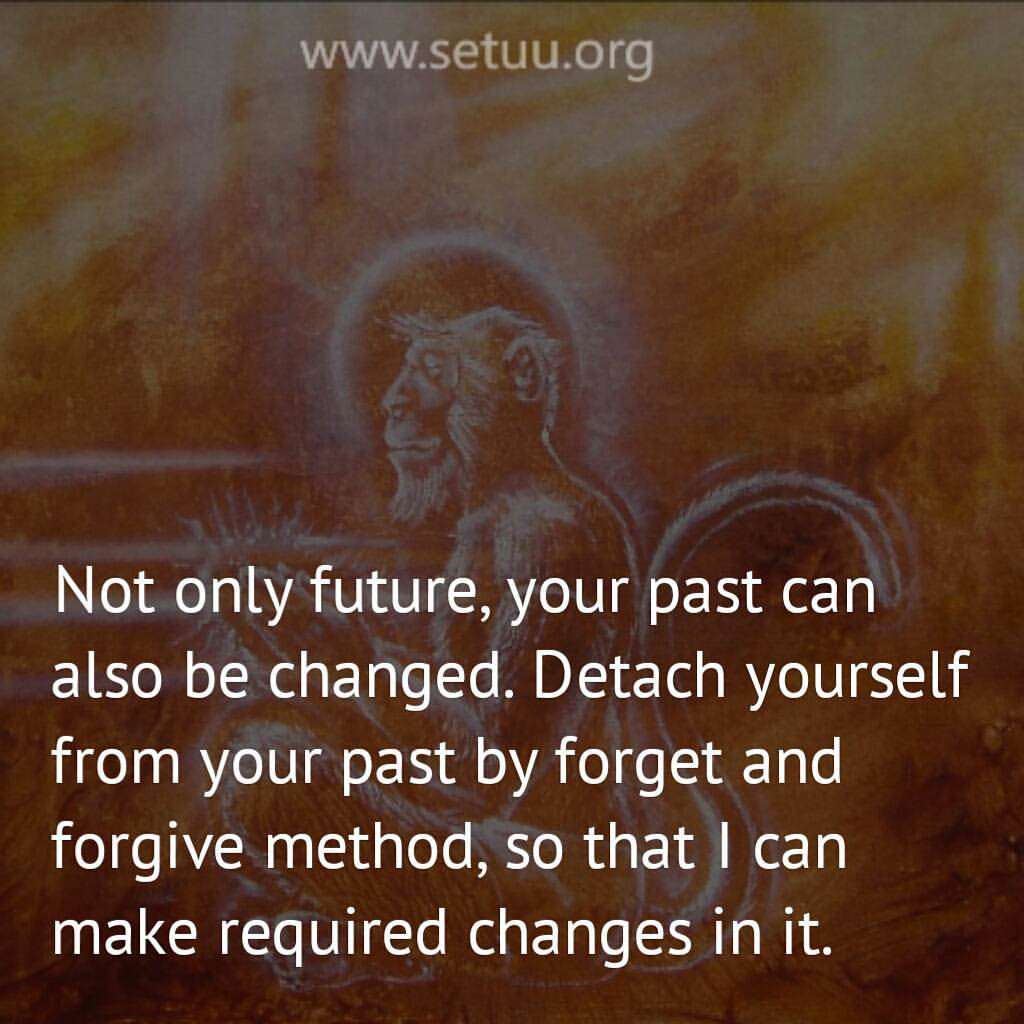 www.setuu.org
Not only future, your past can
also be changed. Detach yourself
from your past by forget and
forgive method, so that I can
make required changes in it.